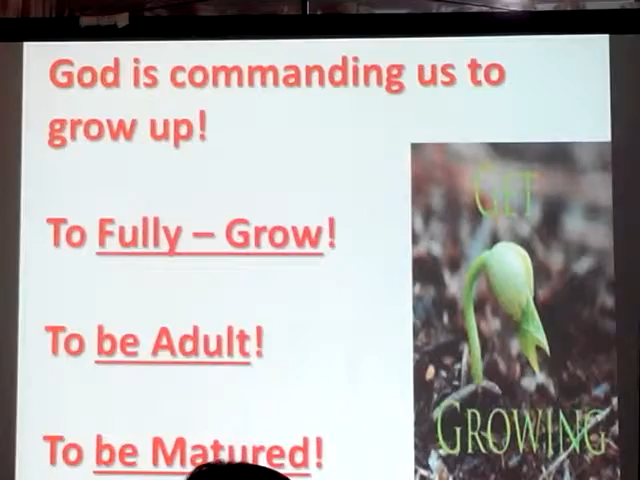 God is commanding us to
grow up!
To Fully – Grow!
To be Adult!
To be Matured!
GET
GROWING